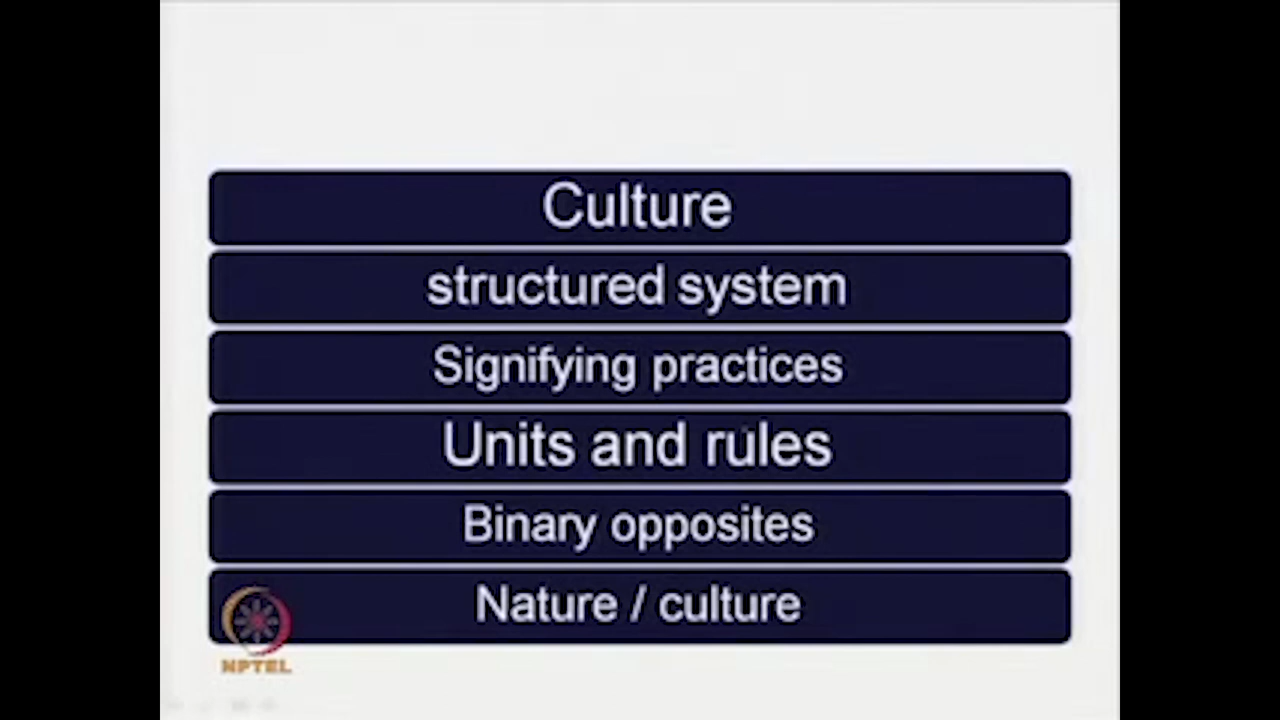 Culture
structured system
Signifying practices
Units and rules
Binary opposites
Nature / culture
NPTEL